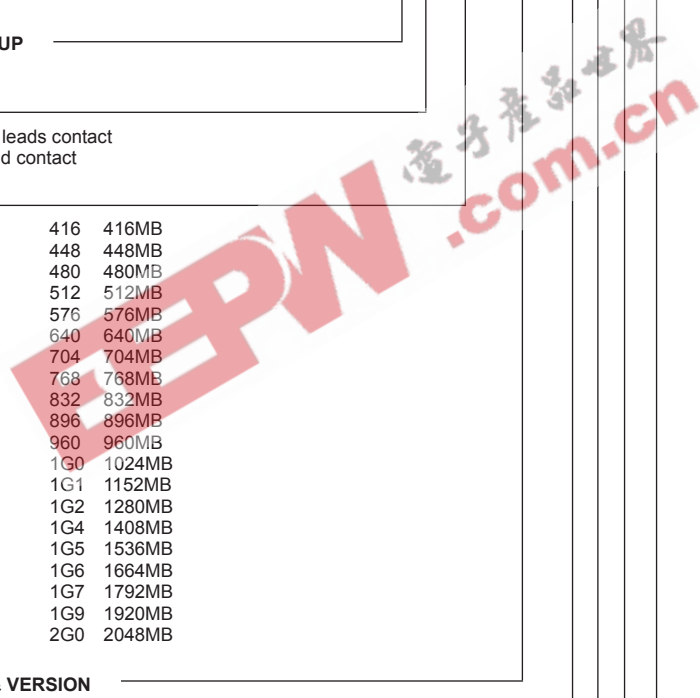 UP
leads contact
d contact
416 416MB
448 448MB
480 480MB
512 512MB
576 576MB
640 640MB
704 704MB
768 768MB
832 832MB
896 896MB
960 960MB
1G0 1024MB
1G1 1152MB
1G2 1280MB
1G4 1408MB
1G5 1536MB
1G6 1664MB
1G7 1792MB
1G9 1920MB
2G0 2048MB
VERSION
EEPW.com.cn
電子產品世界